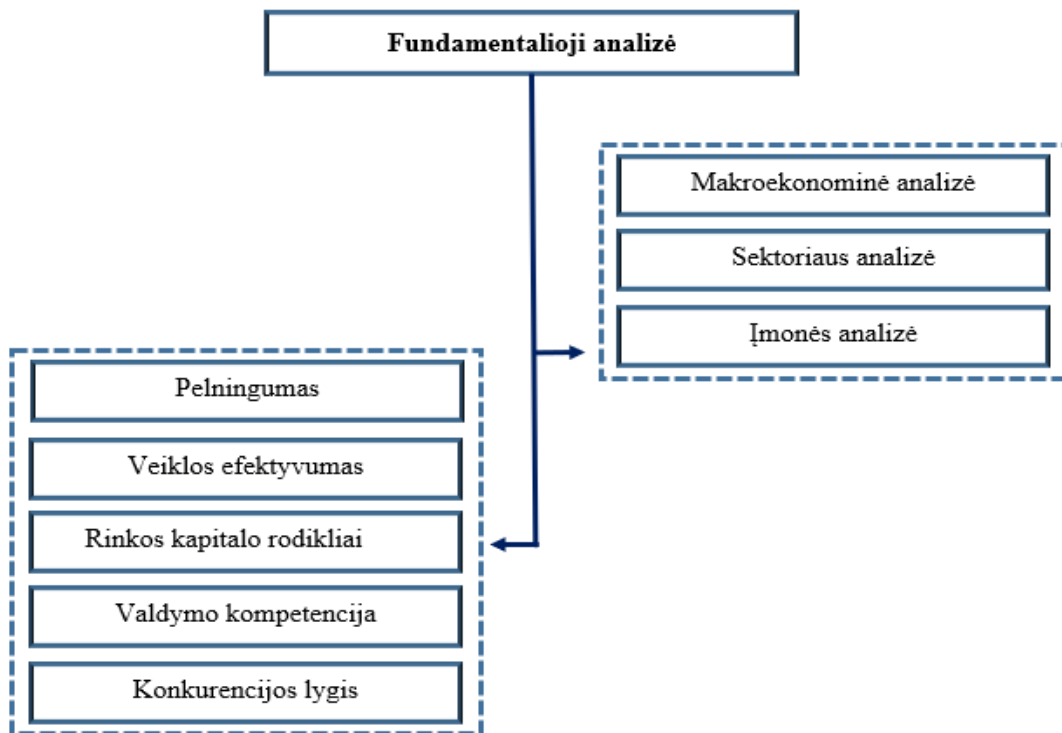 Fundamentalioji analizė
Makroekonominė analizė
Sektoriaus analizė
Įmonės analizė
Pelningumas
Veiklos efektyvumas
Rinkos kapitalo rodikliai
Valdymo kompetencija
Konkurencijos lygis